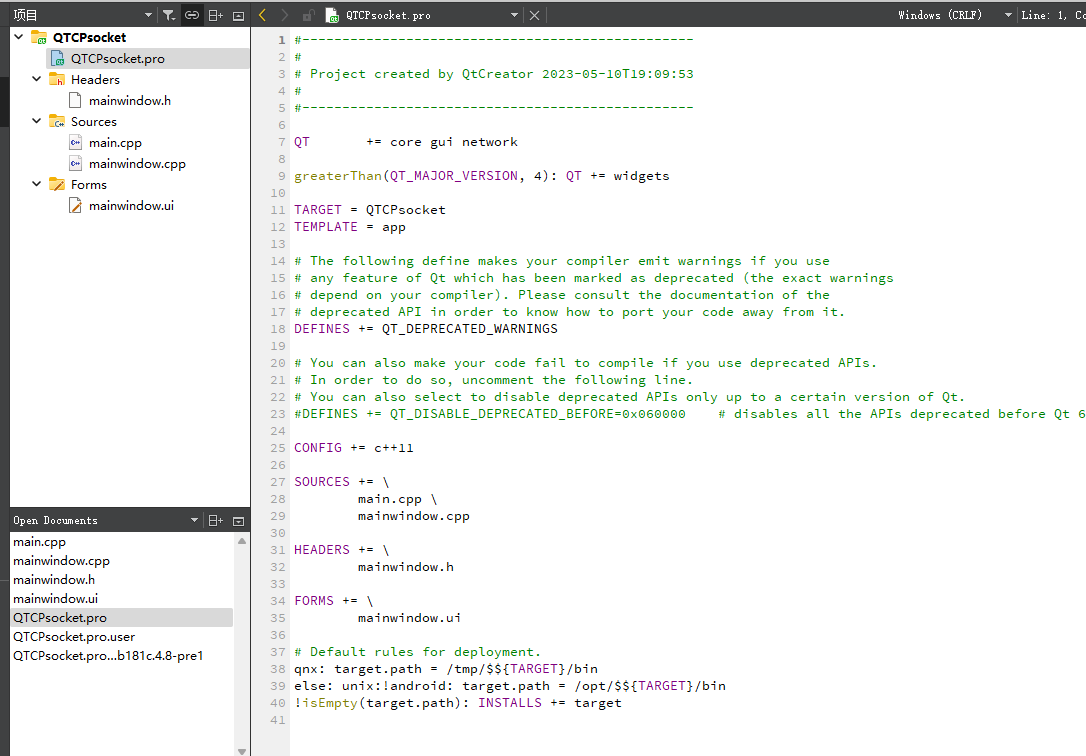 项目
QTCPsocket.pro
Windows (CRLF)
Line: 1, Co
QTCPsocket
QTCPsocket.pro
Headers
mainwindow.h
Sources
main.cpp
mainwindow.cpp
Forms
mainwindow.ui
Open Documents
main.cpp
mainwindow.cpp
mainwindow.h
mainwindow.ui
QTCPsocket.pro
QTCPsocket.pro.user
QTCPsocket.pro...b181c.4.8-pre1
1 #-------------------------------------------------
2 #
3 # Project created by QtCreator 2023-05-10T19:09:53
4 #
5 #-------------------------------------------------
6
7 QT       += core gui network
8
9 greaterThan(QT_MAJOR_VERSION, 4): QT += widgets
10
11 TARGET = QTCPsocket
12 TEMPLATE = app
13
14 # The following define makes your compiler emit warnings if you use
15 # any feature of Qt which has been marked as deprecated (the exact warnings
16 # depend on your compiler). Please consult the documentation of the
17 # deprecated API in order to know how to port your code away from it.
18 DEFINES += QT_DEPRECATED_WARNINGS
19
20 # You can also make your code fail to compile if you use deprecated APIs.
21 # In order to do so, uncomment the following line.
22 # You can also select to disable deprecated APIs only up to a certain version of Qt.
23 #DEFINES += QT_DISABLE_DEPRECATED_BEFORE=0x060000    # disables all the APIs deprecated before Qt 6
24
25 CONFIG += c++11
26
27 SOURCES += \
28         main.cpp \
29         mainwindow.cpp
30
31 HEADERS += \
32         mainwindow.h
33
34 FORMS += \
35         mainwindow.ui
36
37 # Default rules for deployment.
38 qnx: target.path = /tmp/$${TARGET}/bin
39 else: unix:!android: target.path = /opt/$${TARGET}/bin
40 !isEmpty(target.path): INSTALLS += target
41